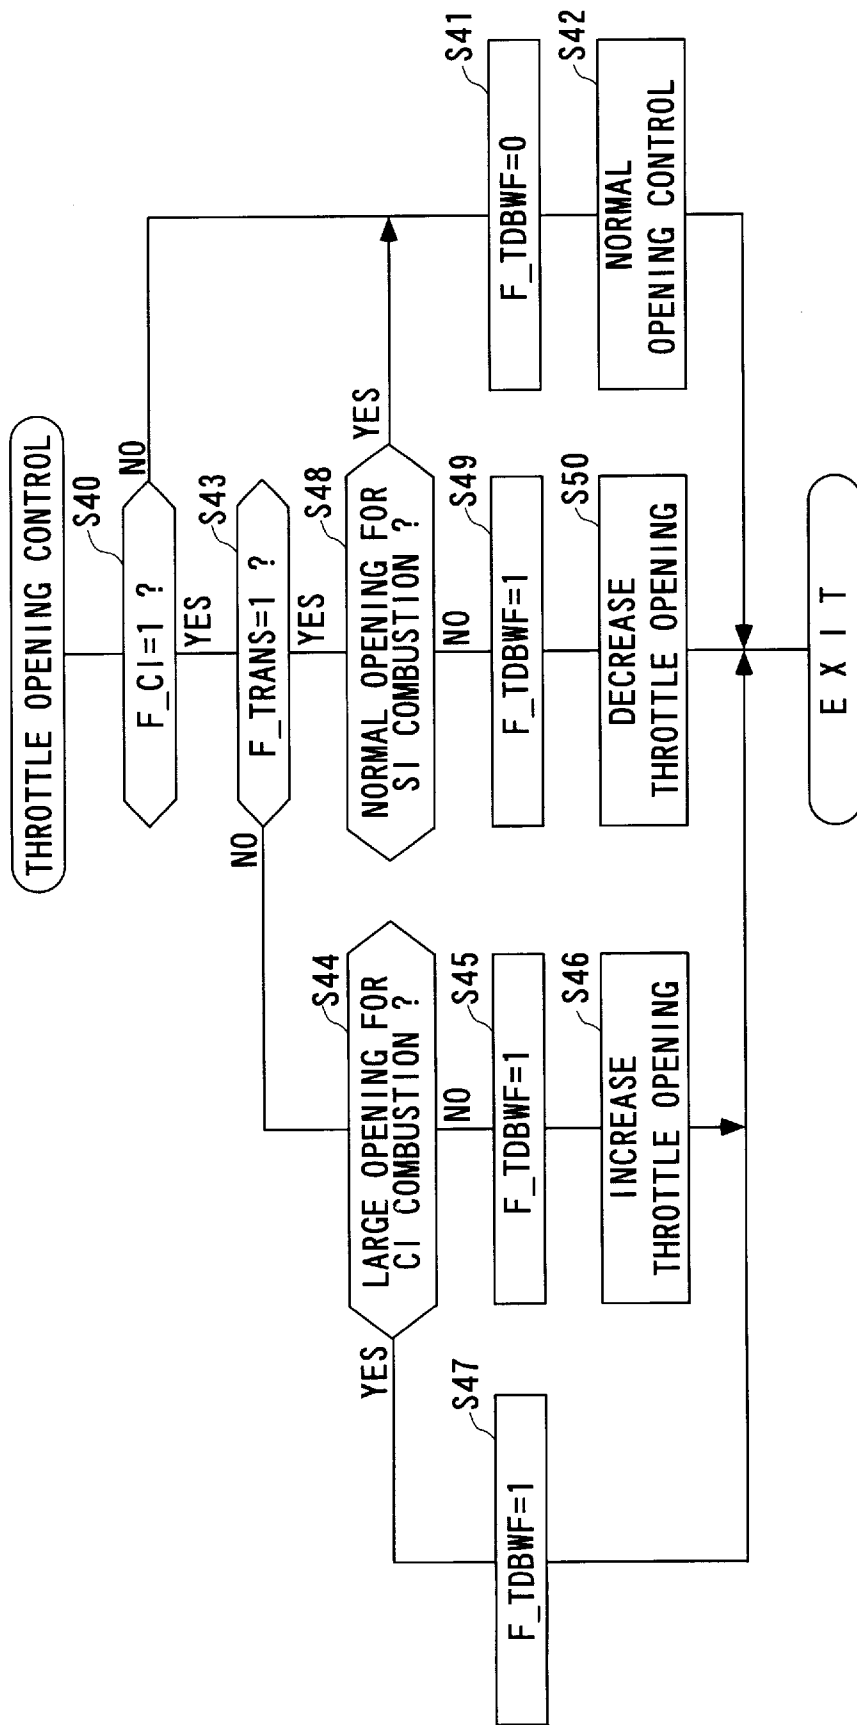 THROTTLE OPENING CONTROL
S40
F_CI=1 ?
NO
YES
S43
F_TRANS=1 ?
NO
YES
S44
LARGE OPENING FOR
CI COMBUSTION ?
YES
NO
S48
NORMAL OPENING FOR
SI COMBUSTION ?
YES
NO
S47
F_TDBWF=1
S45
F_TDBWF=1
S49
F_TDBWF=1
S41
F_TDBWF=0
S46
INCREASE
THROTTLE OPENING
S50
DECREASE
THROTTLE OPENING
S42
NORMAL
OPENING CONTROL
EXIT